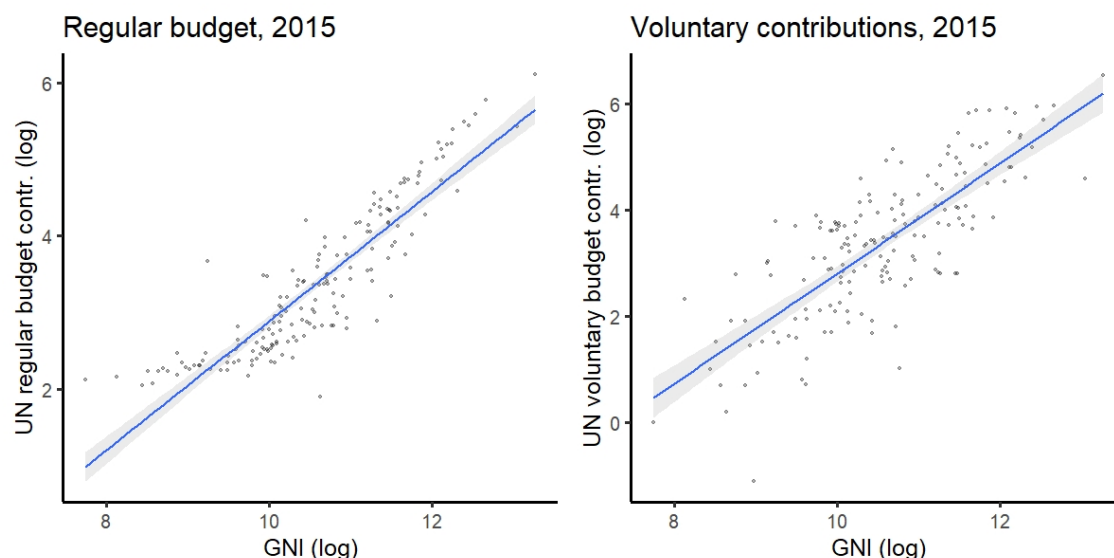 Regular budget, 2015
UN regular budget contr. (log)
6
4
2
8 10 12
GNI (log)
Voluntary contributions, 2015
UN voluntary budget contr. (log)
6
4
2
0
8 10 12
GNI (log)